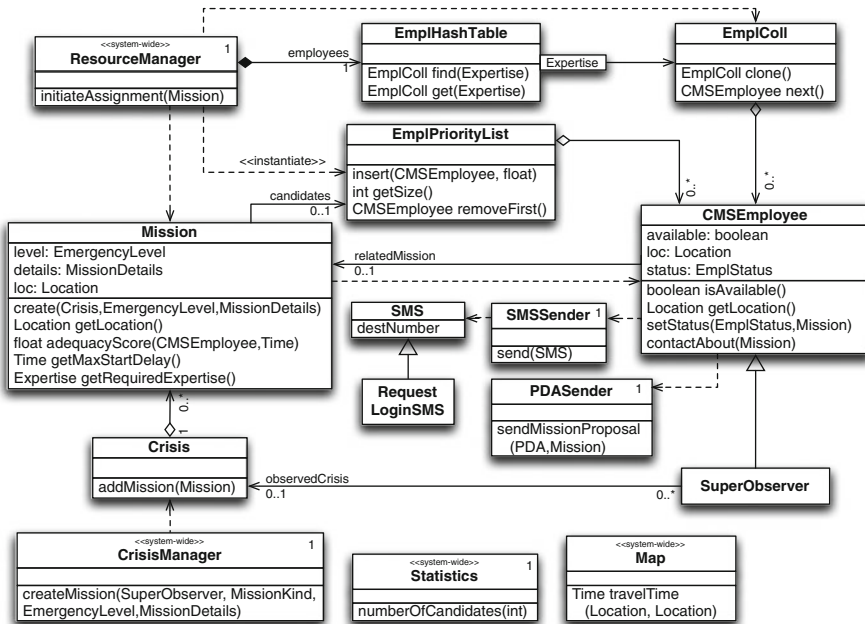 <<system-wide>>
1
ResourceManager
initiateAssignment(Mission)
employees
1
EmplHashTable
EmplColl find(Expertise)
EmplColl get(Expertise)
Expertise
EmplColl
EmplColl clone()
CMSEmployee next()
<<instantiate>>
EmplPriorityList
insert(CMSEmployee, float)
int getSize()
CMSEmployee removeFirst()
0..*
0..*
candidates
0..1
Mission
level: EmergencyLevel
details: MissionDetails
loc: Location
create(Crisis,EmergencyLevel,MissionDetails)
Location getLocation()
float adequacyScore(CMSEmployee,Time)
Time getMaxStartDelay()
Expertise getRequiredExpertise()
relatedMission
0..1
CMSEmployee
available: boolean
loc: Location
status: EmplStatus
boolean isAvailable()
Location getLocation()
setStatus(EmplStatus,Mission)
contactAbout(Mission)
SMS
destNumber
SMSSender
1
send(SMS)
Request
LoginSMS
PDASender
1
sendMissionProposal
(PDA,Mission)
0..*
1
Crisis
addMission(Mission)
observedCrisis
0..1
0..*
SuperObserver
<<system-wide>>
1
CrisisManager
createMission(SuperObserver, MissionKind,
EmergencyLevel,MissionDetails)
<<system-wide>>
1
Statistics
numberOfCandidates(int)
<<system-wide>>
1
Map
Time travelTime
(Location, Location)